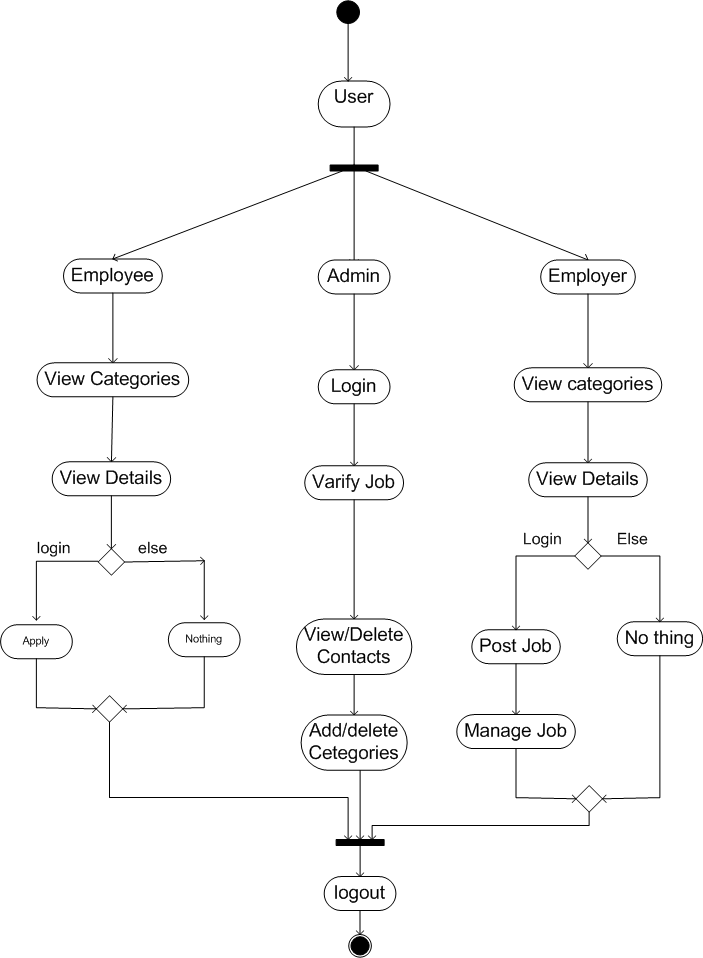 User
Employee
Admin
Employer
View Categories
Login
View categories
View Details
Varify Job
View Details
login
else
Login
Else
Apply
Nothing
View/Delete
Contacts
Post Job
No thing
Add/delete
Cetegories
Manage Job
logout